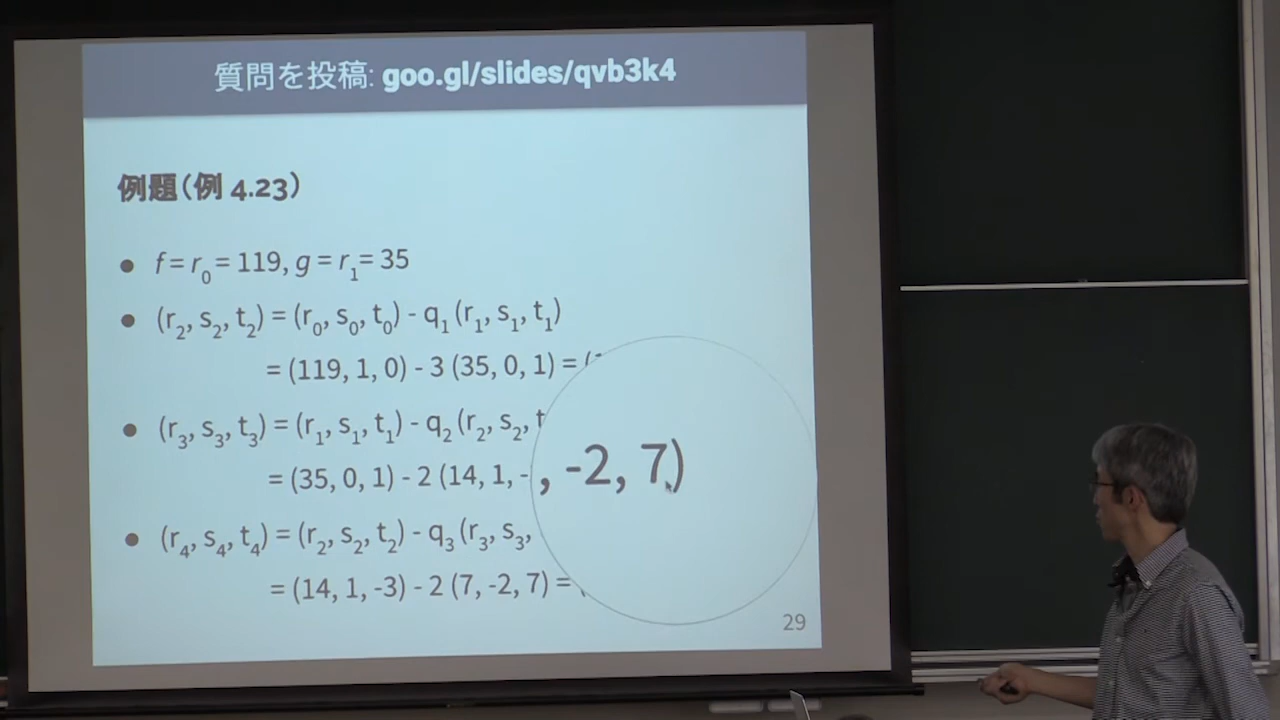 質問を投稿: goo.gl/slides/qvb3k4
例題(例 4.23)
● f = r₀ = 119, g = r₁ = 35
● (r₂, s₂, t₂) = (r₀, s₀, t₀) - q₁ (r₁, s₁, t₁)
= (119, 1, 0) - 3 (35, 0, 1) = (
● (r₃, s₃, t₃) = (r₁, s₁, t₁) - q₂ (r₂, s₂, t
= (35, 0, 1) - 2 (14, 1, - , -2, 7)
● (r₄, s₄, t₄) = (r₂, s₂, t₂) - q₃ (r₃, s₃,
= (14, 1, -3) - 2 (7, -2, 7) = (
29